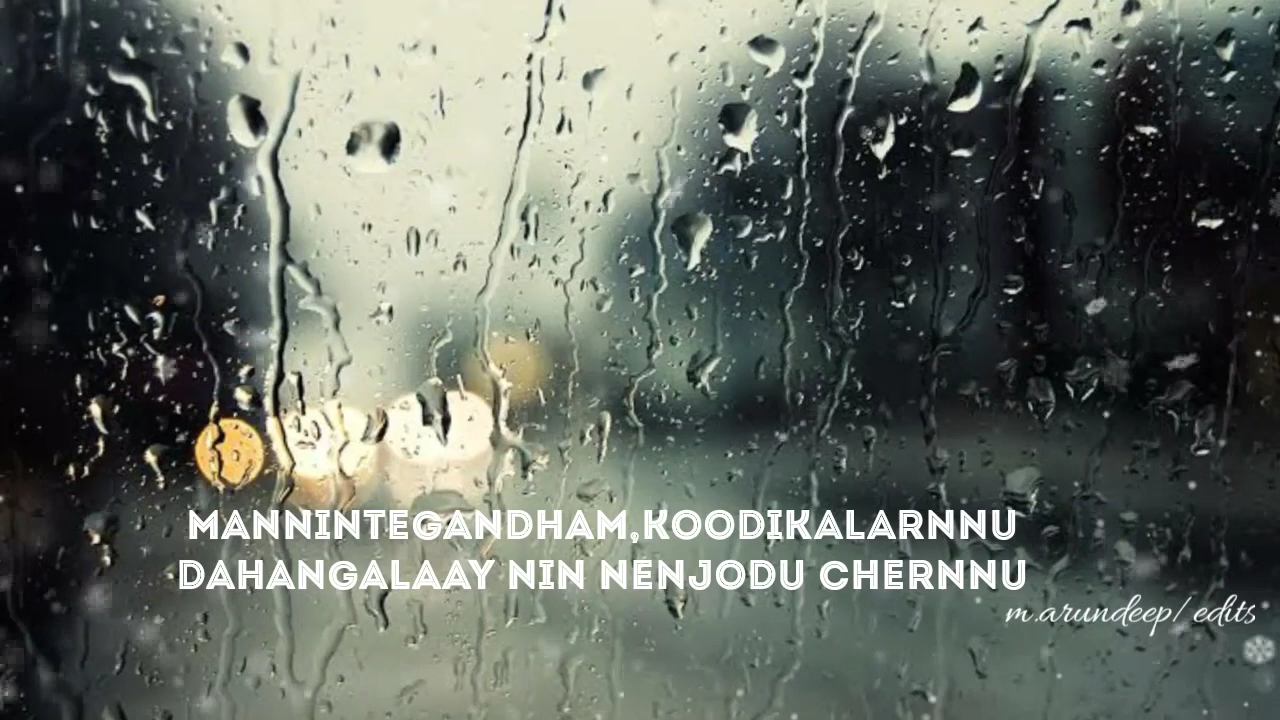 MANNINTEGANDHAM,KOODIKALARNNU
DAHANGALAAY NIN NENJODU CHERNNU
m.arundeep/ edits